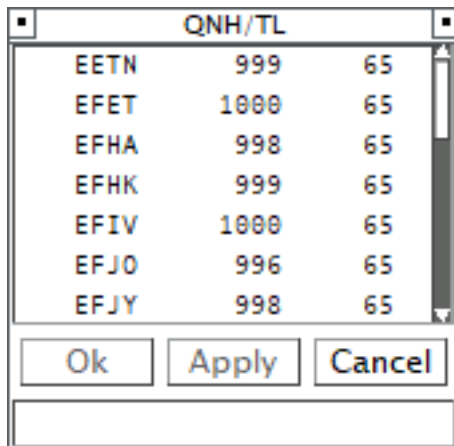 QNH/TL
EETN 999 65
EFET 1000 65
EFHA 998 65
EFHK 999 65
EFIV 1000 65
EFJO 996 65
EFJY 998 65
Ok Apply Cancel